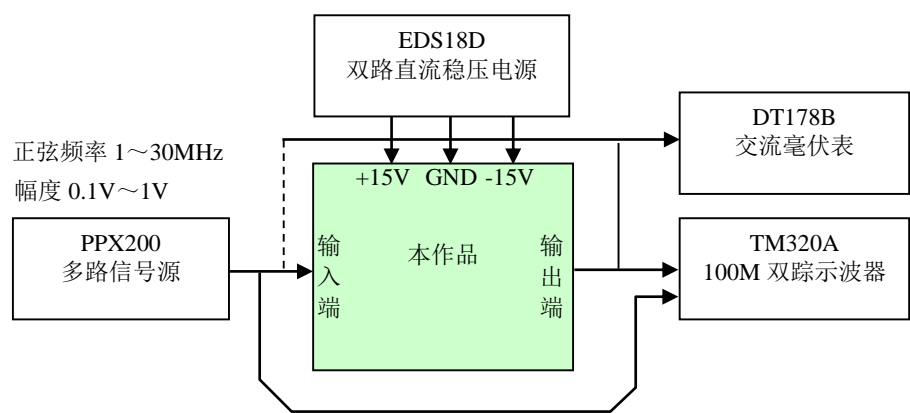 EDS18D
双路直流稳压电源
DT178B
交流毫伏表
正弦频率 1～30MHz
幅度 0.1V～1V
+15V GND -15V
PPX200
多路信号源
输入端
本作品
输出端
TM320A
100M 双踪示波器